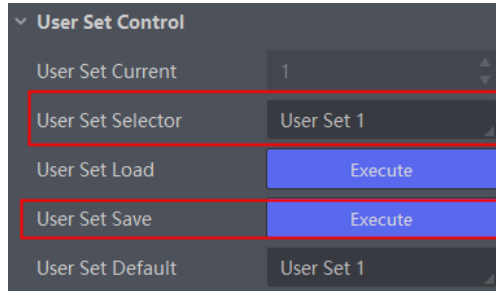 User Set Control
User Set Current 1
User Set Selector User Set 1
User Set Load Execute
User Set Save Execute
User Set Default User Set 1